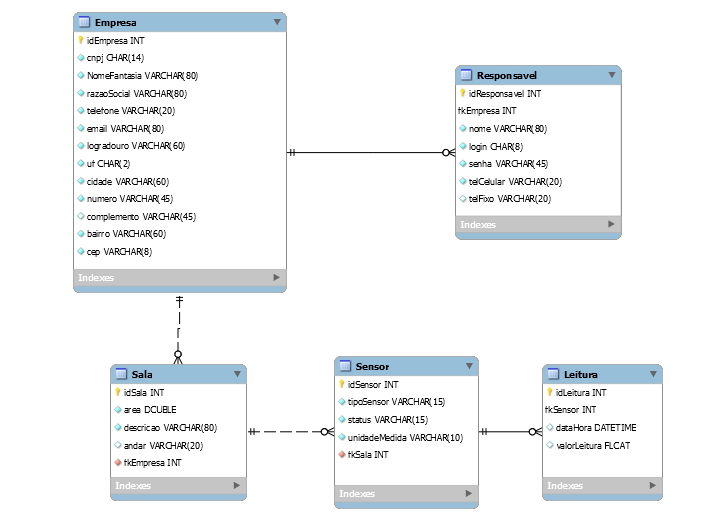 Empresa
idEmpresa INT
cnpj CHAR(14)
NomeFantasia VARCHAR(80)
razaoSocial VARCHAR(80)
telefone VARCHAR(20)
email VARCHAR(80)
logradouro VARCHAR(60)
uf CHAR(2)
cidade VARCHAR(60)
numero VARCHAR(45)
complemento VARCHAR(45)
bairro VARCHAR(60)
cep VARCHAR(8)
Indexes
Responsavel
idResponsavel INT
fkEmpresa INT
nome VARCHAR(80)
login CHAR(8)
senha VARCHAR(45)
telCelular VARCHAR(20)
telFixo VARCHAR(20)
Indexes
Sala
idSala INT
area DOUBLE
descricao VARCHAR(80)
andar VARCHAR(20)
fkEmpresa INT
Indexes
Sensor
idSensor INT
tipoSensor VARCHAR(15)
status VARCHAR(15)
unidadeMedida VARCHAR(10)
fkSala INT
Indexes
Leitura
idLeitura INT
fkSensor INT
dataHora DATETIME
valorLeitura FLOAT
Indexes